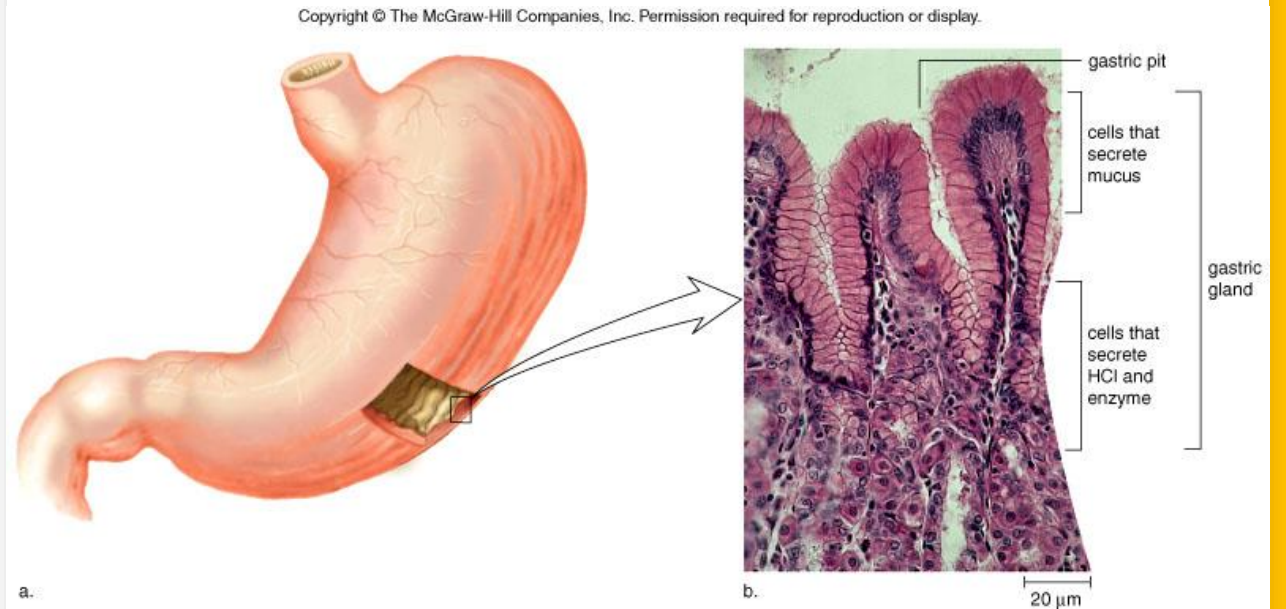 Copyright © The McGraw-Hill Companies, Inc. Permission required for reproduction or display.
gastric pit
cells that
secrete
mucus
gastric
gland
cells that
secrete
HCl and
enzyme
a.
b.
20 µm